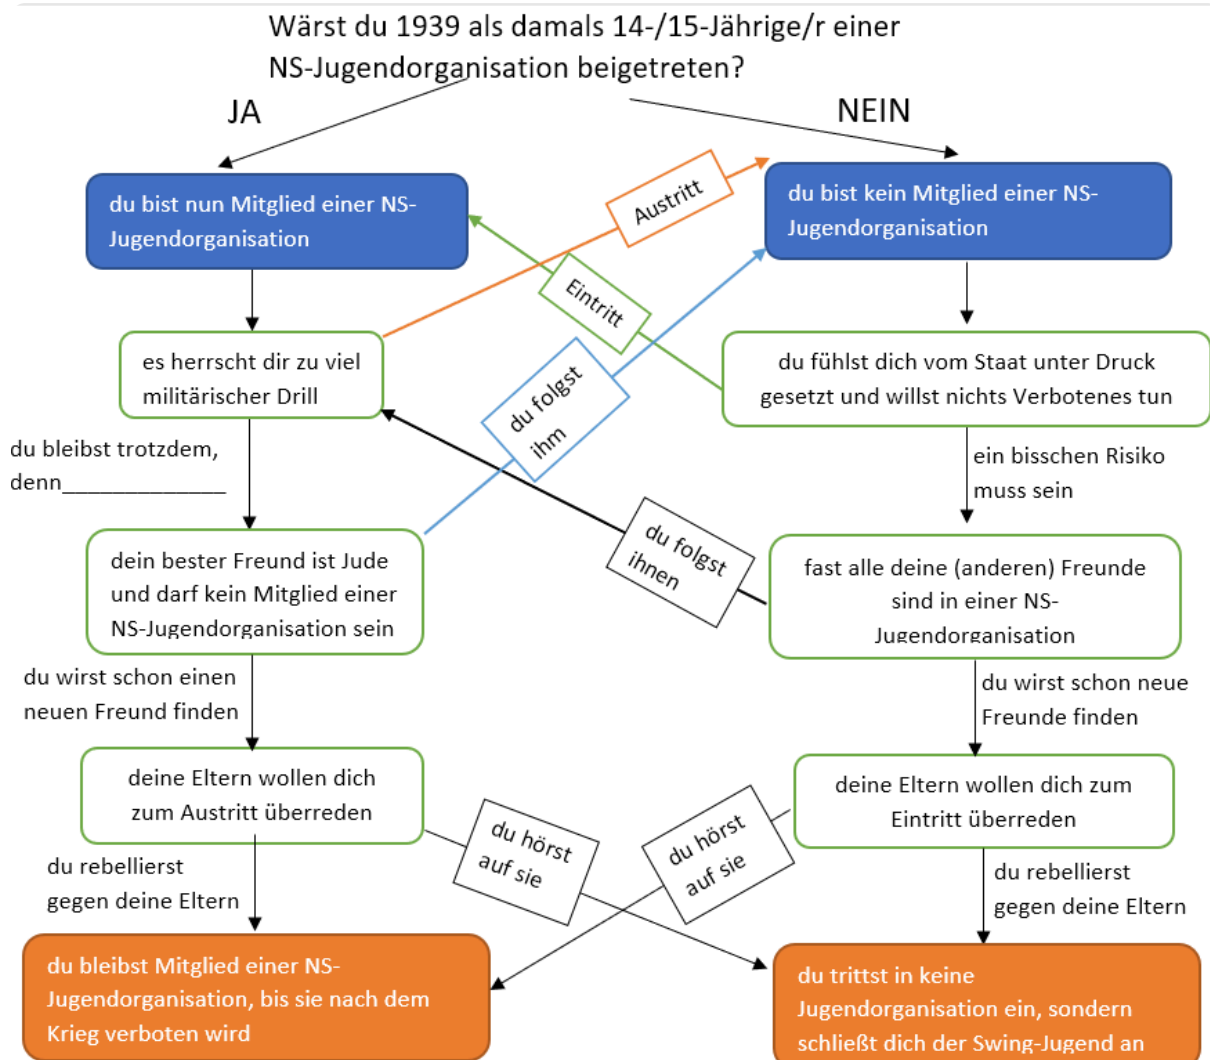 Wärst du 1939 als damals 14-/15-Jährige/r einer
NS-Jugendorganisation beigetreten?
JA
NEIN
du bist nun Mitglied einer NS-
Jugendorganisation
Austritt
du bist kein Mitglied einer NS-
Jugendorganisation
Eintritt
es herrscht dir zu viel
militärischer Drill
du fühlst dich vom Staat unter Druck
gesetzt und willst nichts Verbotenes tun
du folgst
ihm
du bleibst trotzdem,
denn_____________
ein bisschen Risiko
muss sein
dein bester Freund ist Jude
und darf kein Mitglied einer
NS-Jugendorganisation sein
du folgst
ihnen
fast alle deine (anderen) Freunde
sind in einer NS-
Jugendorganisation
du wirst schon einen
neuen Freund finden
du wirst schon neue
Freunde finden
deine Eltern wollen dich
zum Austritt überreden
deine Eltern wollen dich zum
Eintritt überreden
du hörst
auf sie
du hörst
auf sie
du rebellierst
gegen deine Eltern
du rebellierst
gegen deine Eltern
du bleibst Mitglied einer NS-
Jugendorganisation, bis sie nach dem
Krieg verboten wird
du trittst in keine
Jugendorganisation ein, sondern
schließt dich der Swing-Jugend an